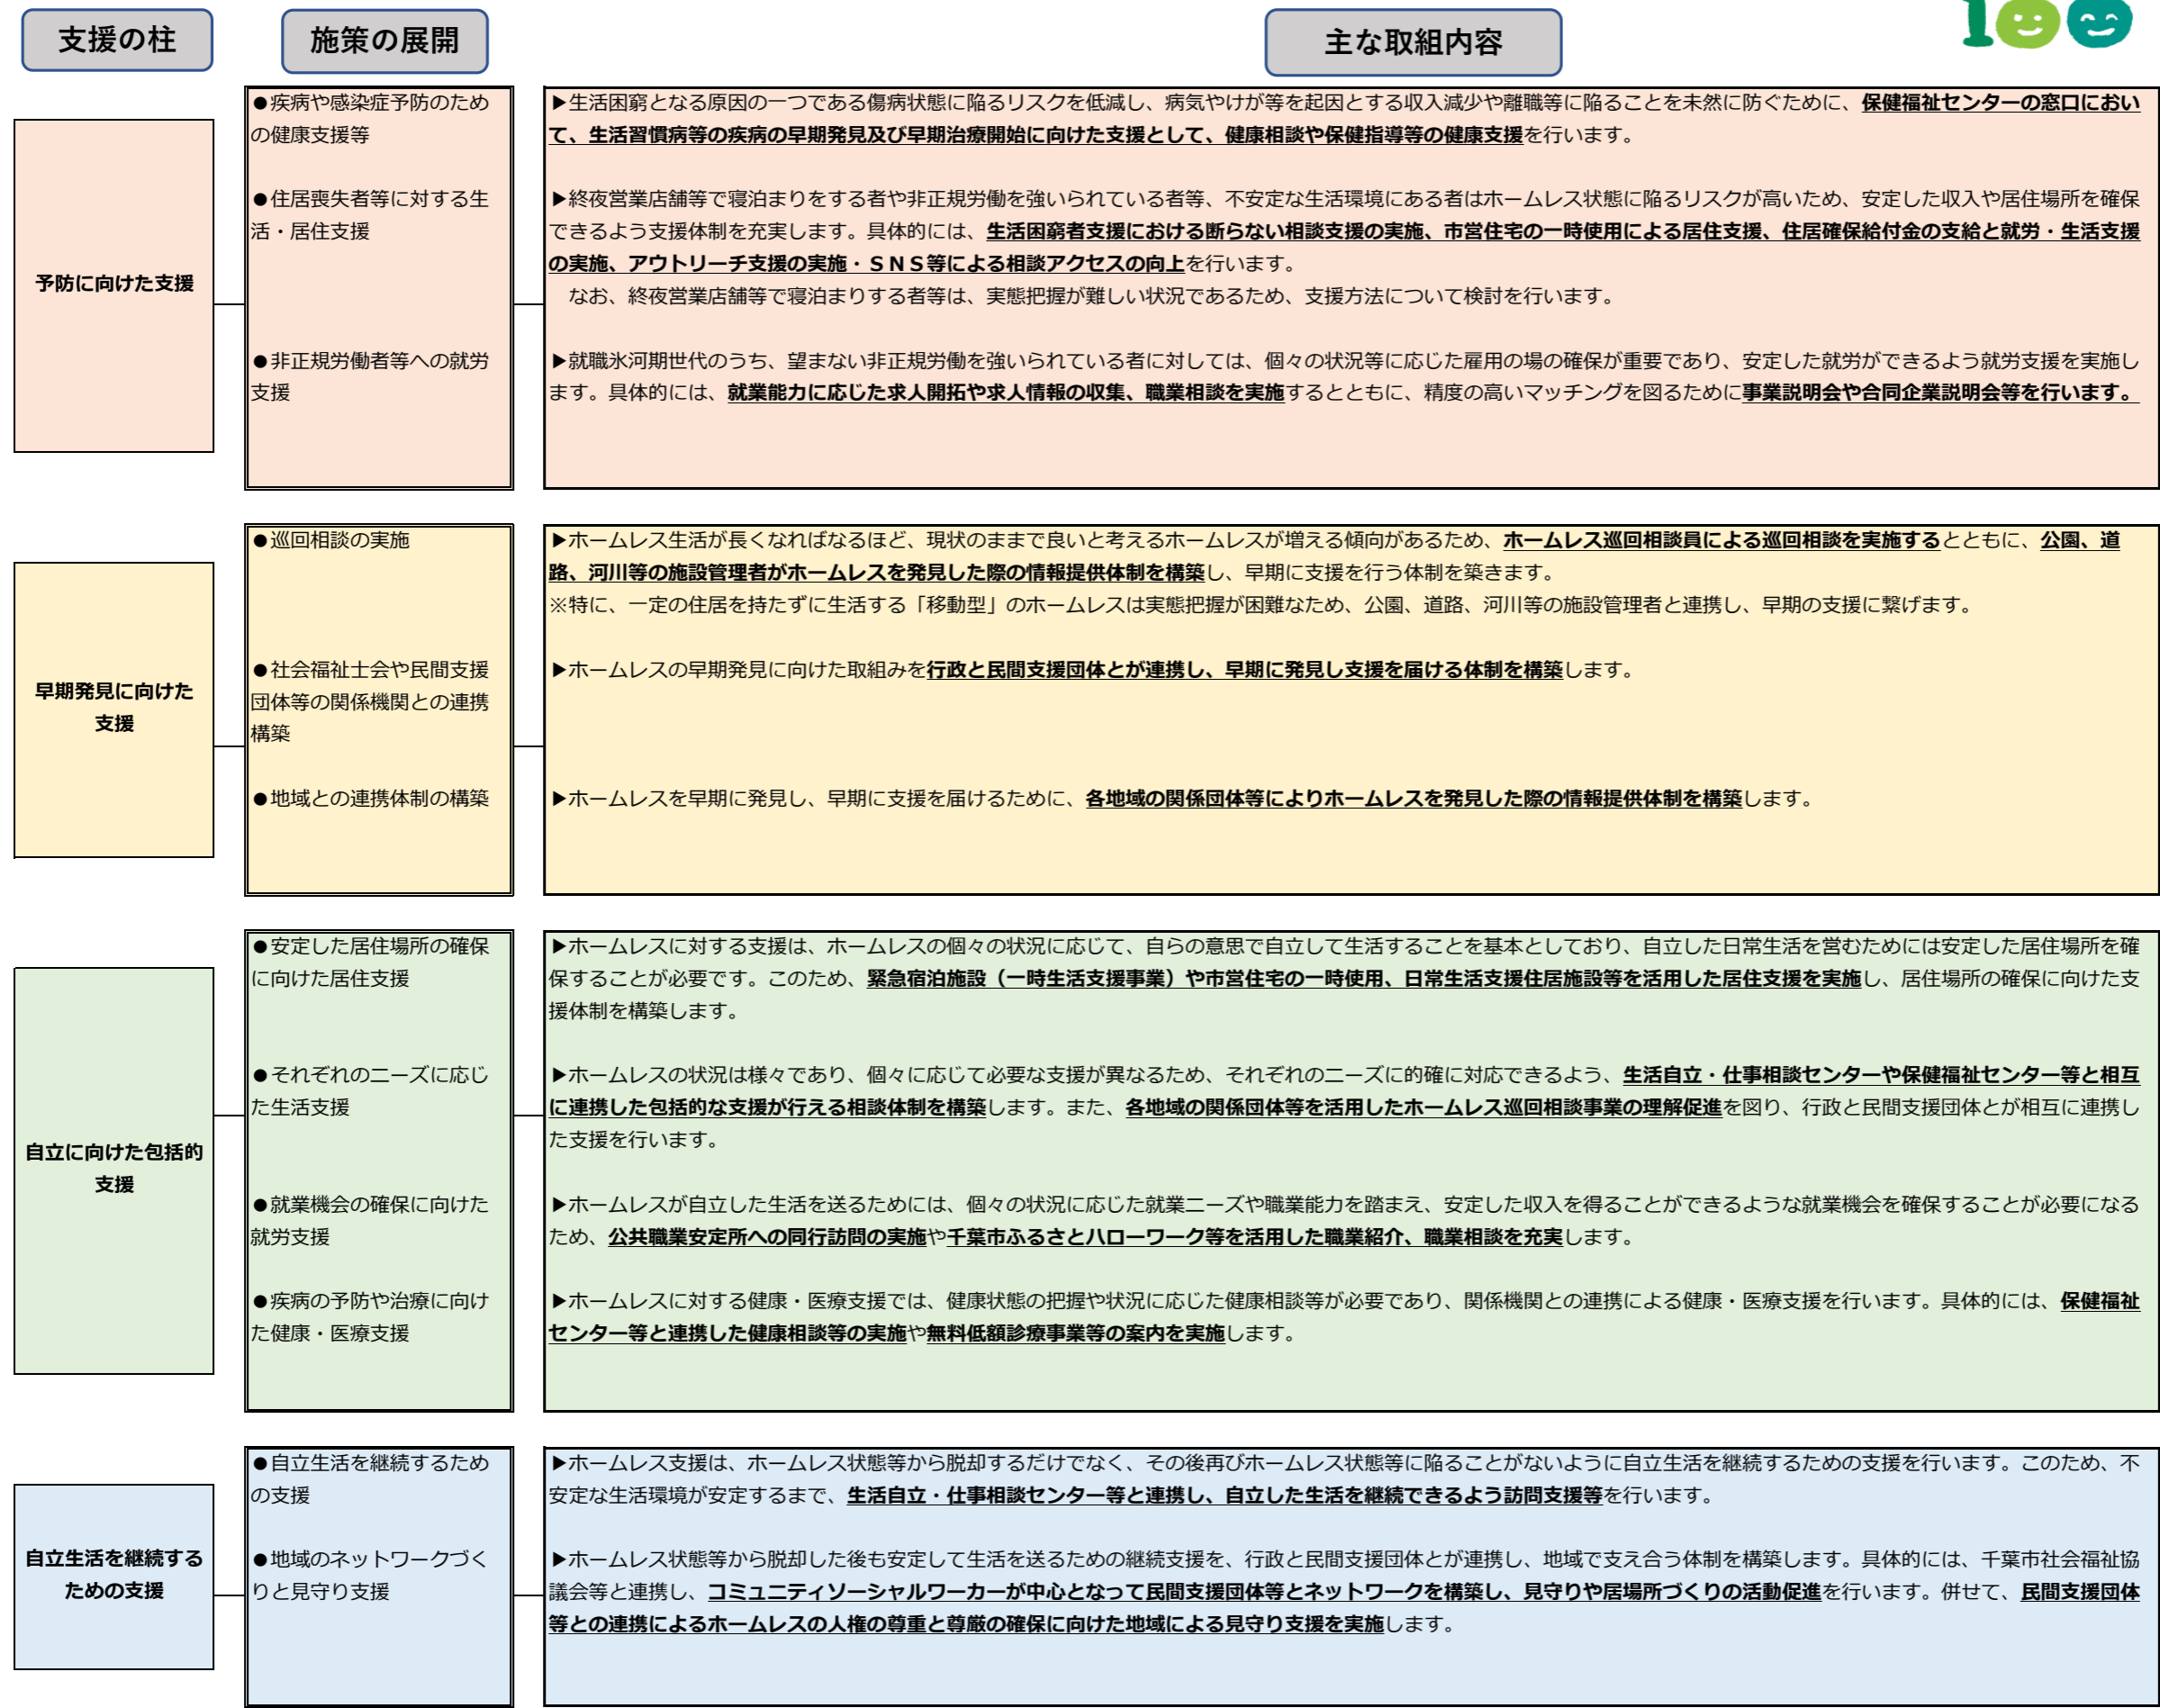 支援の柱
施策の展開
主な取組内容
100
予防に向けた支援
●疾病や感染症予防のため
の健康支援等
●住居喪失者等に対する生
活・居住支援
●非正規労働者等への就労
支援
▶生活困窮となる原因の一つである傷病状態に陥るリスクを低減し、病気やけが等を起因とする収入減少や離職等に陥ることを未然に防ぐために、保健福祉センターの窓口におい
て、生活習慣病等の疾病の早期発見及び早期治療開始に向けた支援として、健康相談や保健指導等の健康支援を行います。
▶終夜営業店舗等で寝泊まりをする者や非正規労働を強いられている者等、不安定な生活環境にある者はホームレス状態に陥るリスクが高いため、安定した収入や居住場所を確保
できるよう支援体制を充実します。具体的には、生活困窮者支援における断らない相談支援の実施、市営住宅の一時使用による居住支援、住居確保給付金の支給と就労・生活支援
の実施、アウトリーチ支援の実施・ＳＮＳ等による相談アクセスの向上を行います。
なお、終夜営業店舗等で寝泊まりする者等は、実態把握が難しい状況であるため、支援方法について検討を行います。
▶就職氷河期世代のうち、望まない非正規労働を強いられている者に対しては、個々の状況等に応じた雇用の場の確保が重要であり、安定した就労ができるよう就労支援を実施し
ます。具体的には、就業能力に応じた求人開拓や求人情報の収集、職業相談を実施するとともに、精度の高いマッチングを図るために事業説明会や合同企業説明会等を行います。
早期発見に向けた
支援
●巡回相談の実施
●社会福祉士会や民間支援
団体等の関係機関との連携
構築
●地域との連携体制の構築
▶ホームレス生活が長くなればなるほど、現状のままで良いと考えるホームレスが増える傾向があるため、ホームレス巡回相談員による巡回相談を実施するとともに、公園、道
路、河川等の施設管理者がホームレスを発見した際の情報提供体制を構築し、早期に支援を行う体制を築きます。
※特に、一定の住居を持たずに生活する「移動型」のホームレスは実態把握が困難なため、公園、道路、河川等の施設管理者と連携し、早期の支援に繋げます。
▶ホームレスの早期発見に向けた取組みを行政と民間支援団体とが連携し、早期に発見し支援を届ける体制を構築します。
▶ホームレスを早期に発見し、早期に支援を届けるために、各地域の関係団体等によりホームレスを発見した際の情報提供体制を構築します。
自立に向けた包括的
支援
●安定した居住場所の確保
に向けた居住支援
●それぞれのニーズに応じ
た生活支援
●就業機会の確保に向けた
就労支援
●疾病の予防や治療に向け
た健康・医療支援
▶ホームレスに対する支援は、ホームレスの個々の状況に応じて、自らの意思で自立して生活することを基本としており、自立した日常生活を営むためには安定した居住場所を確
保することが必要です。このため、緊急宿泊施設（一時生活支援事業）や市営住宅の一時使用、日常生活支援住居施設等を活用した居住支援を実施し、居住場所の確保に向けた支
援体制を構築します。
▶ホームレスの状況は様々であり、個々に応じて必要な支援が異なるため、それぞれのニーズに的確に対応できるよう、生活自立・仕事相談センターや保健福祉センター等と相互
に連携した包括的な支援が行える相談体制を構築します。また、各地域の関係団体等を活用したホームレス巡回相談事業の理解促進を図り、行政と民間支援団体とが相互に連携し
た支援を行います。
▶ホームレスが自立した生活を送るためには、個々の状況に応じた就業ニーズや職業能力を踏まえ、安定した収入を得ることができるような就業機会を確保することが必要になる
ため、公共職業安定所への同行訪問の実施や千葉市ふるさとハローワーク等を活用した職業紹介、職業相談を充実します。
▶ホームレスに対する健康・医療支援では、健康状態の把握や状況に応じた健康相談等が必要であり、関係機関との連携による健康・医療支援を行います。具体的には、保健福祉
センター等と連携した健康相談等の実施や無料低額診療事業等の案内を実施します。
自立生活を継続する
ための支援
●自立生活を継続するため
の支援
●地域のネットワークづく
りと見守り支援
▶ホームレス支援は、ホームレス状態等から脱却するだけでなく、その後再びホームレス状態等に陥ることがないように自立生活を継続するための支援を行います。このため、不
安定な生活環境が安定するまで、生活自立・仕事相談センター等と連携し、自立した生活を継続できるよう訪問支援等を行います。
▶ホームレス状態等から脱却した後も安定して生活を送るための継続支援を、行政と民間支援団体とが連携し、地域で支え合う体制を構築します。具体的には、千葉市社会福祉協
議会等と連携し、コミュニティソーシャルワーカーが中心となって民間支援団体等とネットワークを構築し、見守りや居場所づくりの活動促進を行います。併せて、民間支援団体
等との連携によるホームレスの人権の尊重と尊厳の確保に向けた地域による見守り支援を実施します。